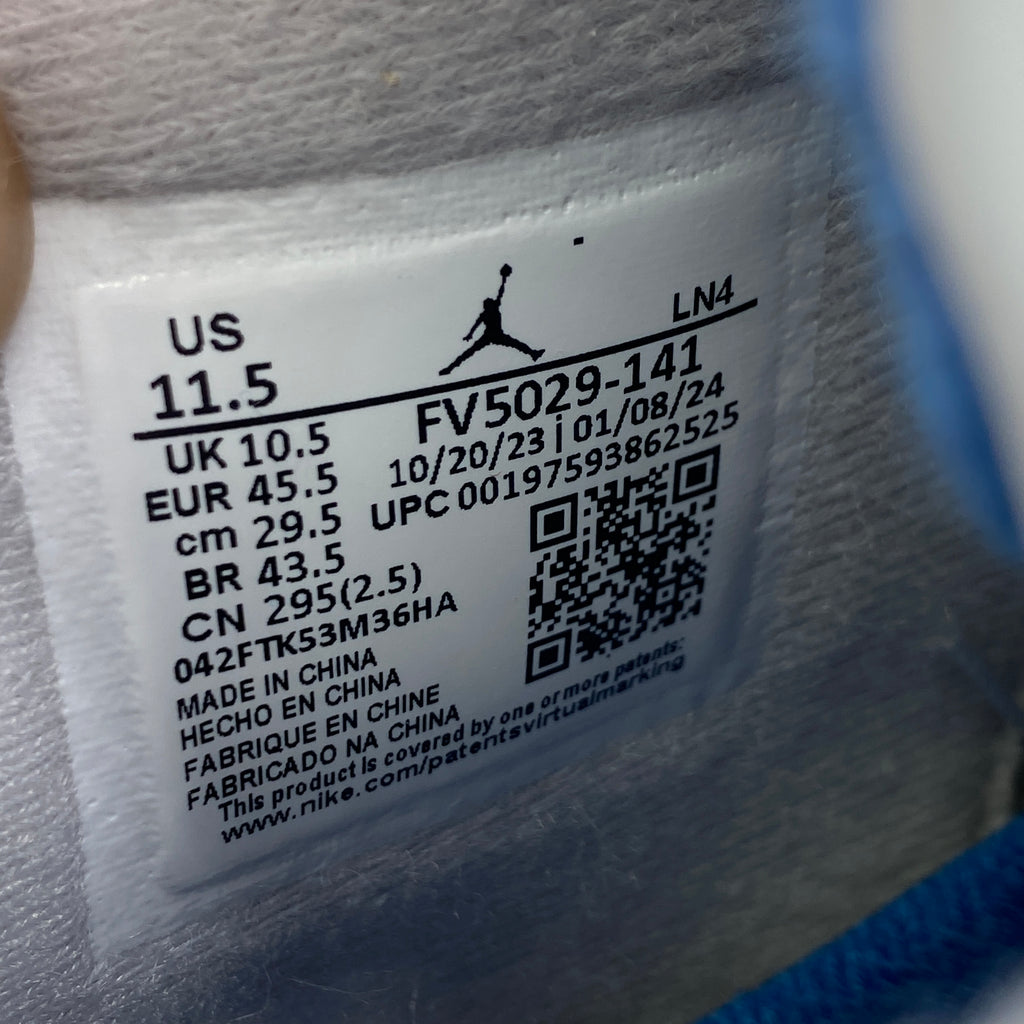 US
11.5
LN4
UK 10.5
EUR 45.5
cm 29.5
BR 43.5
CN 295(2.5)
042FTK53M36HA
FV5029-141
10/20/23 | 01/08/24
UPC 00197593862525
MADE IN CHINA
HECHO EN CHINA
FABRIQUE EN CHINE
FABRICADO NA CHINA
This product is covered by one or more patents:
www.nike.com/patentsvirtualmarking